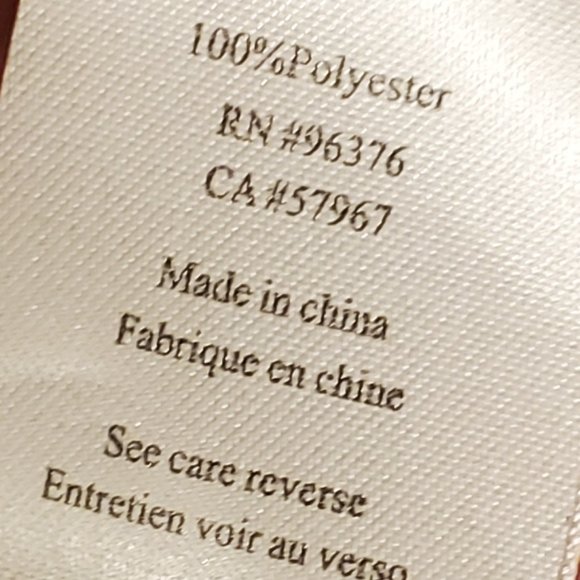 100%Polyester
RN #96376
CA #57967
Made in china
Fabrique en chine
See care reverse
Entretien voir au verso